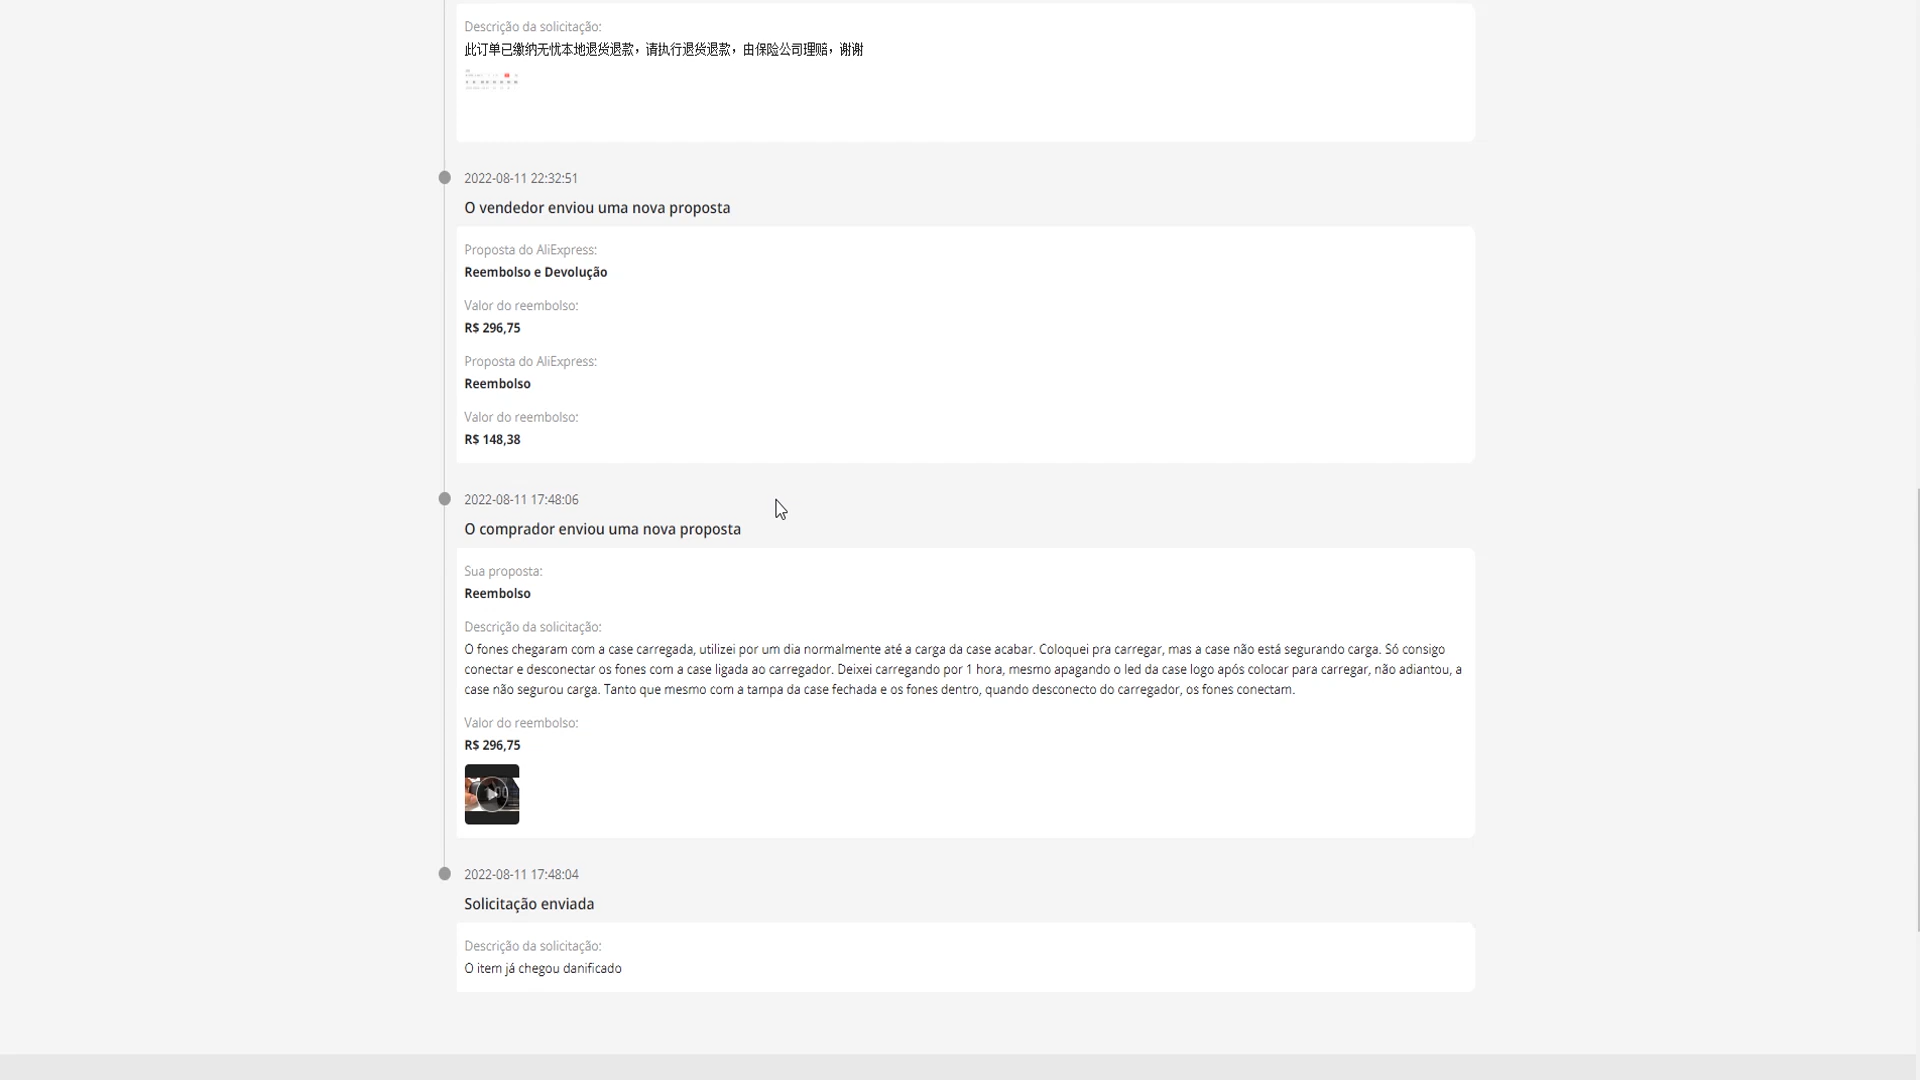 Descrição da solicitação:
此订单已缴纳无忧本地退货退款，请执行退货退款，由保险公司理赔，谢谢
2022-08-11 22:32:51
O vendedor enviou uma nova proposta
Proposta do AliExpress:
Reembolso e Devolução
Valor do reembolso:
R$ 296,75
Proposta do AliExpress:
Reembolso
Valor do reembolso:
R$ 148,38
2022-08-11 17:48:06
O comprador enviou uma nova proposta
Sua proposta:
Reembolso
Descrição da solicitação:
O fones chegaram com a case carregada, utilizei por um dia normalmente até a carga da case acabar. Coloquei pra carregar, mas a case não está segurando carga. Só consigo
conectar e desconectar os fones com a case ligada ao carregador. Deixei carregando por 1 hora, mesmo apagando o led da case logo após colocar para carregar, não adiantou, a
case não segurou carga. Tanto que mesmo com a tampa da case fechada e os fones dentro, quando desconecto do carregador, os fones conectam.
Valor do reembolso:
R$ 296,75
2022-08-11 17:48:04
Solicitação enviada
Descrição da solicitação:
O item já chegou danificado